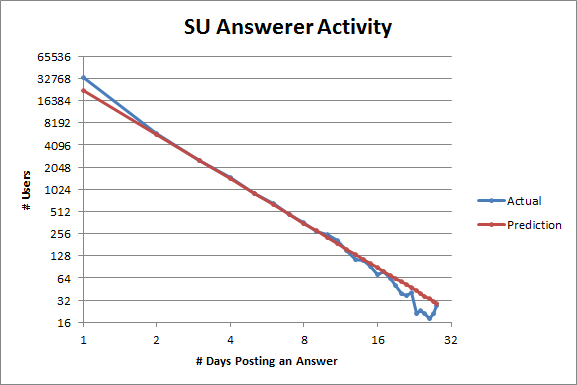 SU Answerer Activity
65536
32768
16384
8192
4096
2048
1024
512
256
128
64
32
16
# Users
1 2 4 8 16 32
# Days Posting an Answer
Actual
Prediction